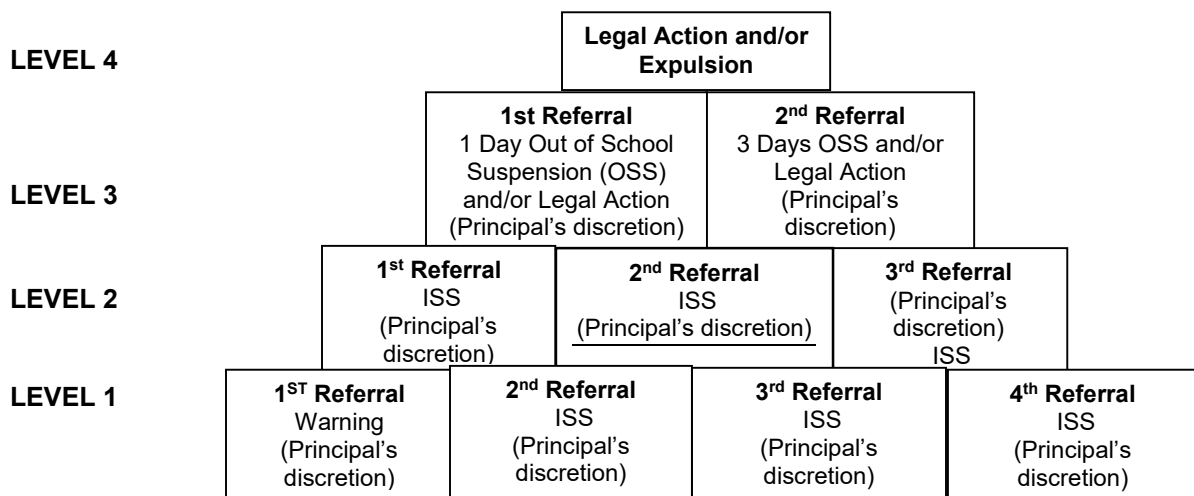 LEVEL 4
Legal Action and/or
Expulsion
LEVEL 3
1st Referral
1 Day Out of School
Suspension (OSS)
and/or Legal Action
(Principal’s discretion)
2nd Referral
3 Days OSS and/or
Legal Action
(Principal’s
discretion)
LEVEL 2
1st Referral
ISS
(Principal’s
discretion)
2nd Referral
ISS
(Principal’s discretion)
3rd Referral
(Principal’s
discretion)
ISS
LEVEL 1
1ST Referral
Warning
(Principal’s
discretion)
2nd Referral
ISS
(Principal’s
discretion)
3rd Referral
ISS
(Principal’s
discretion)
4th Referral
ISS
(Principal’s
discretion)